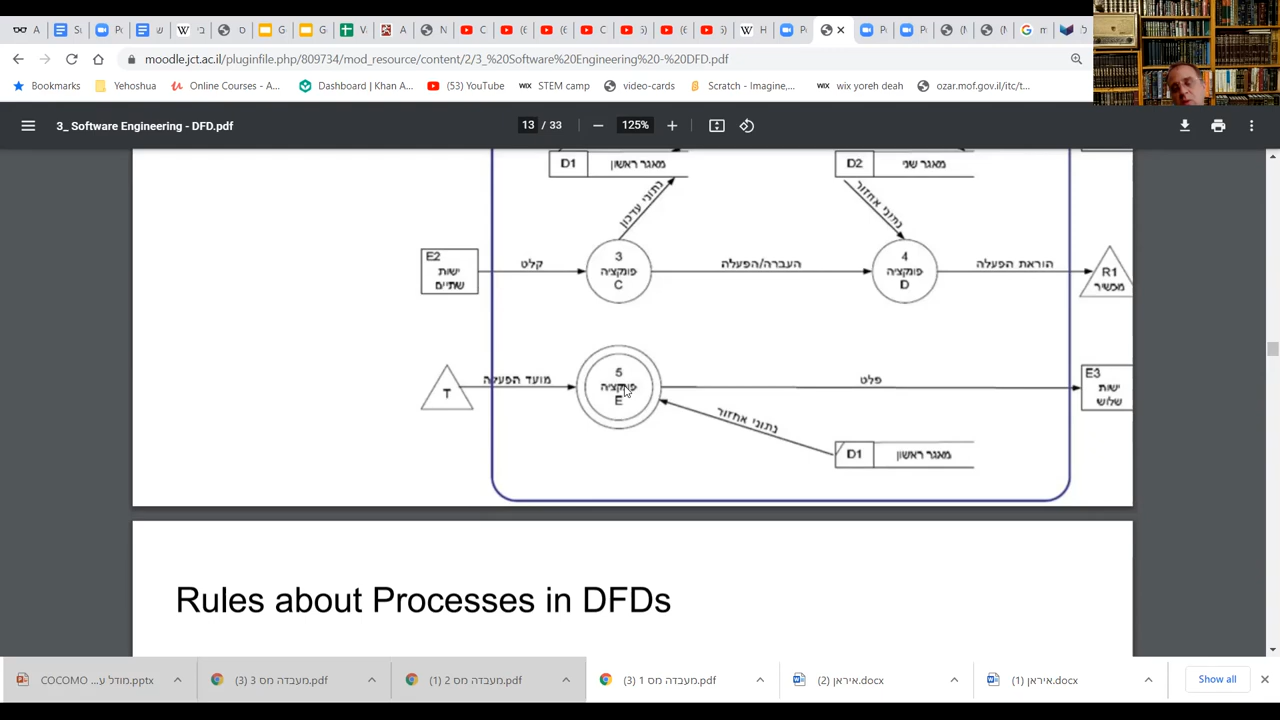 moodle.jct.ac.il/pluginfile.php/809734/mod_resource/content/2/3_%20Software%20Engineering%20-%20DFD.pdf
Bookmarks Yehoshua Online Courses - A... Dashboard | Khan A... (53) YouTube WIX STEM camp video-cards Scratch - Imagine,... WIX wix yoreh deah ozar.mof.gov.il/itc/t...
3_ Software Engineering - DFD.pdf 13 / 33 125%
D1 מאגר ראשון D2 מאגר שני
נתוני עדכון נתוני אחזור
E2 ישות שתיים
קלט
3 פונקציה C
העברה/הפעלה
4 פונקציה D
הוראת הפעלה
R1 מכשיר
T
מועד הפעלה
5 פונקציה E
פלט
E3 ישות שלוש
נתוני אחזור
D1 מאגר ראשון
Rules about Processes in DFDs
COCOMO מודל ע....pptx מעבדה מס 3 (3).pdf מעבדה מס 2 (1).pdf מעבדה מס 1 (3).pdf איראן (2).docx איראן (1).docx Show all